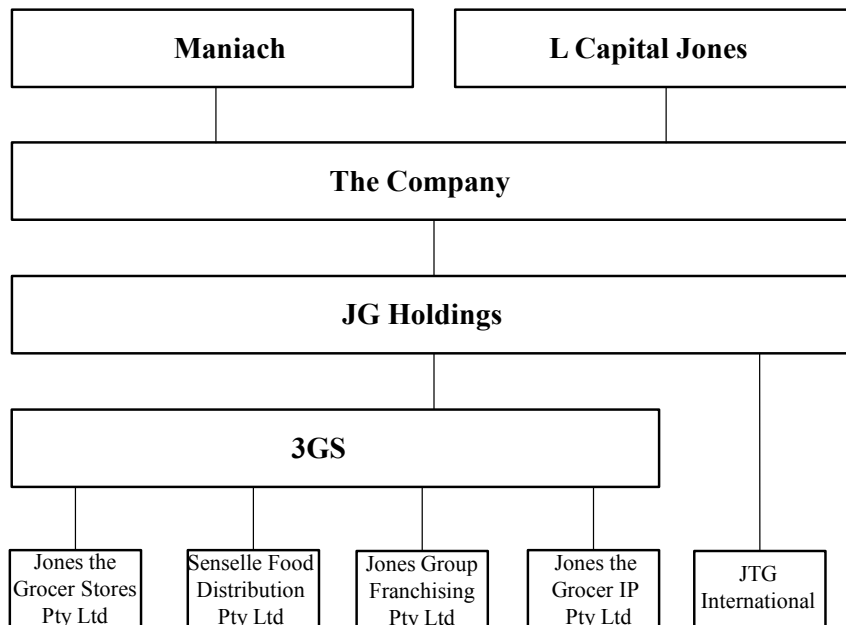 Maniach
L Capital Jones
The Company
JG Holdings
3GS
Jones the
Grocer Stores
Pty Ltd
Senselle Food
Distribution
Pty Ltd
Jones Group
Franchising
Pty Ltd
Jones the
Grocer IP
Pty Ltd
JTG
International